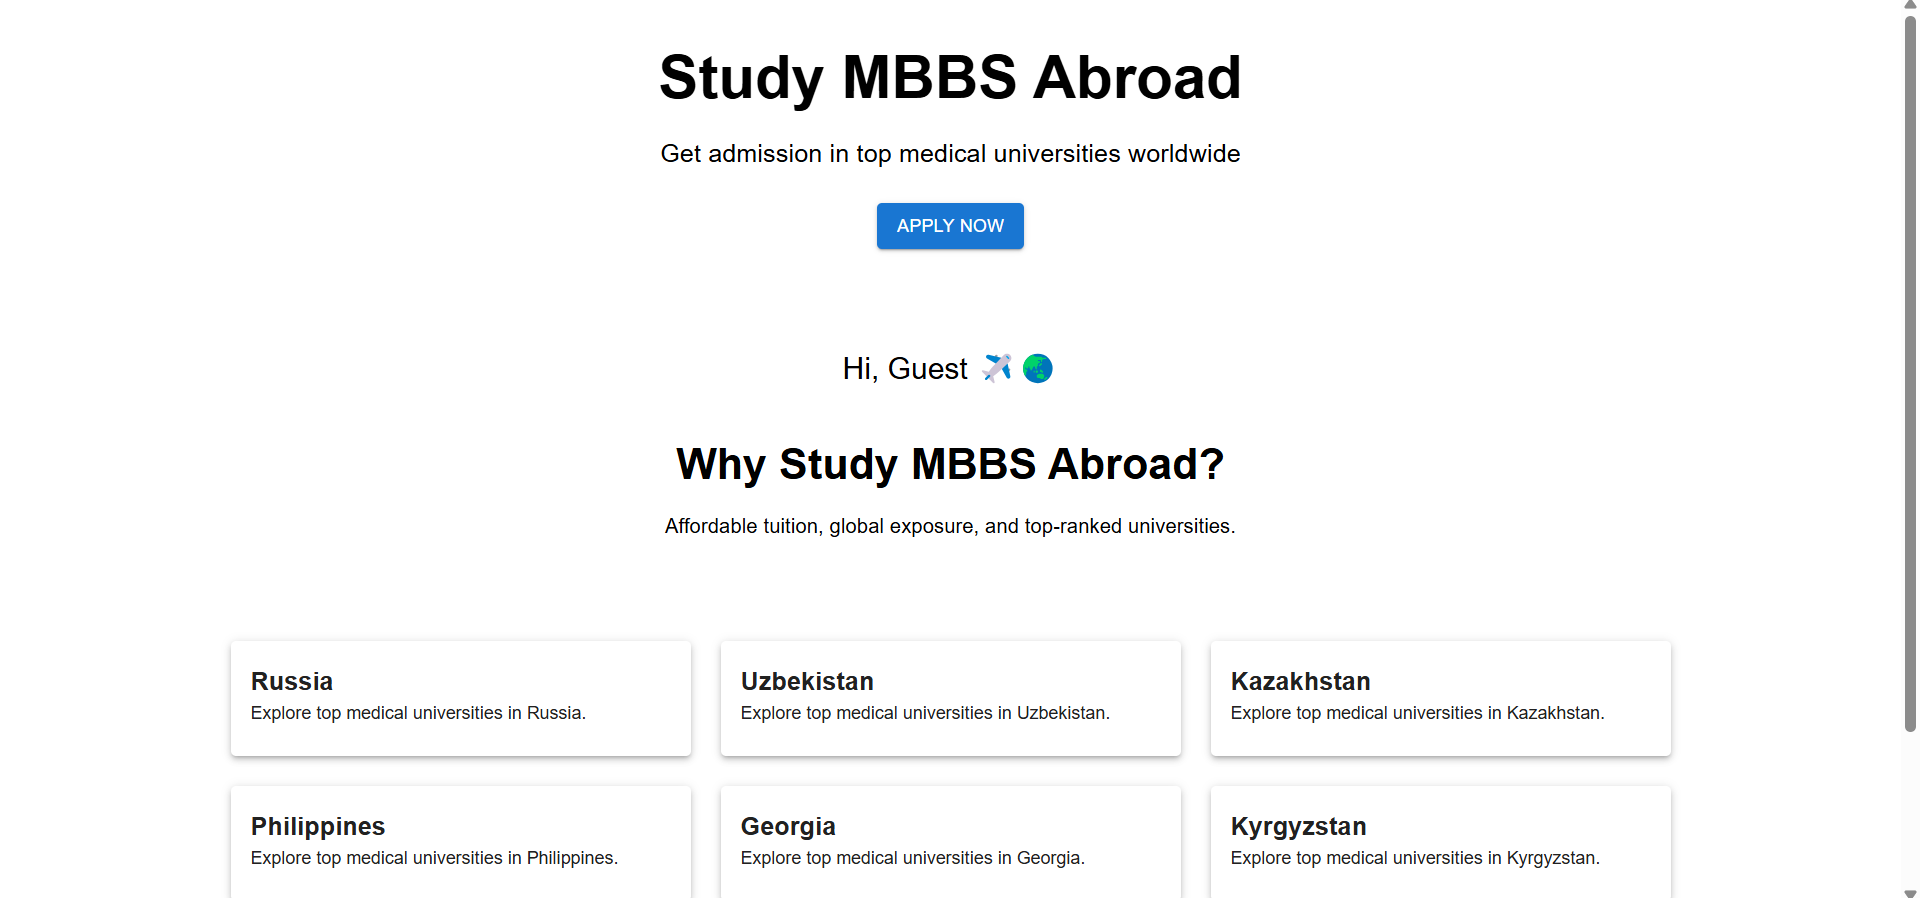 Study MBBS Abroad
Get admission in top medical universities worldwide
APPLY NOW
Hi, Guest ✈️ 🌏
Why Study MBBS Abroad?
Affordable tuition, global exposure, and top-ranked universities.
Russia
Explore top medical universities in Russia.
Uzbekistan
Explore top medical universities in Uzbekistan.
Kazakhstan
Explore top medical universities in Kazakhstan.
Philippines
Explore top medical universities in Philippines.
Georgia
Explore top medical universities in Georgia.
Kyrgyzstan
Explore top medical universities in Kyrgyzstan.